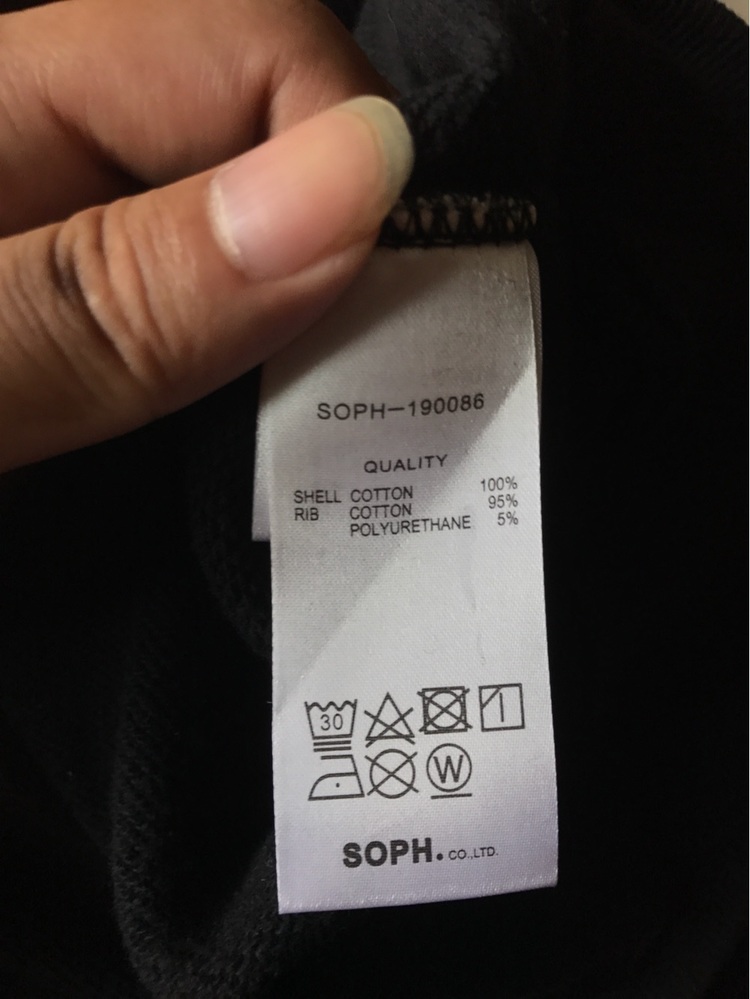 SOPH-190086
QUALITY
SHELL COTTON 100%
RIB COTTON 95%
POLYURETHANE 5%
30
W
SOPH. CO.,LTD.